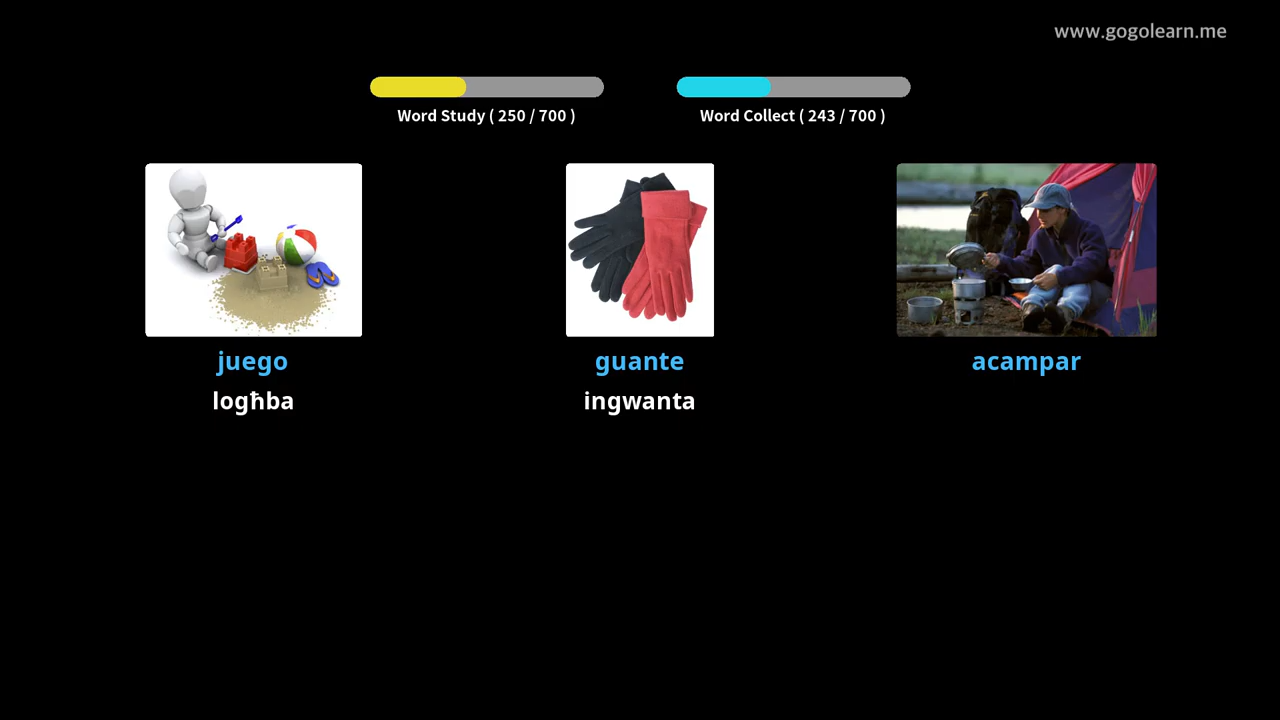 www.gogolearn.me
Word Study ( 250 / 700 )
Word Collect ( 243 / 700 )
juego
guante
acampar
logħba
ingwanta